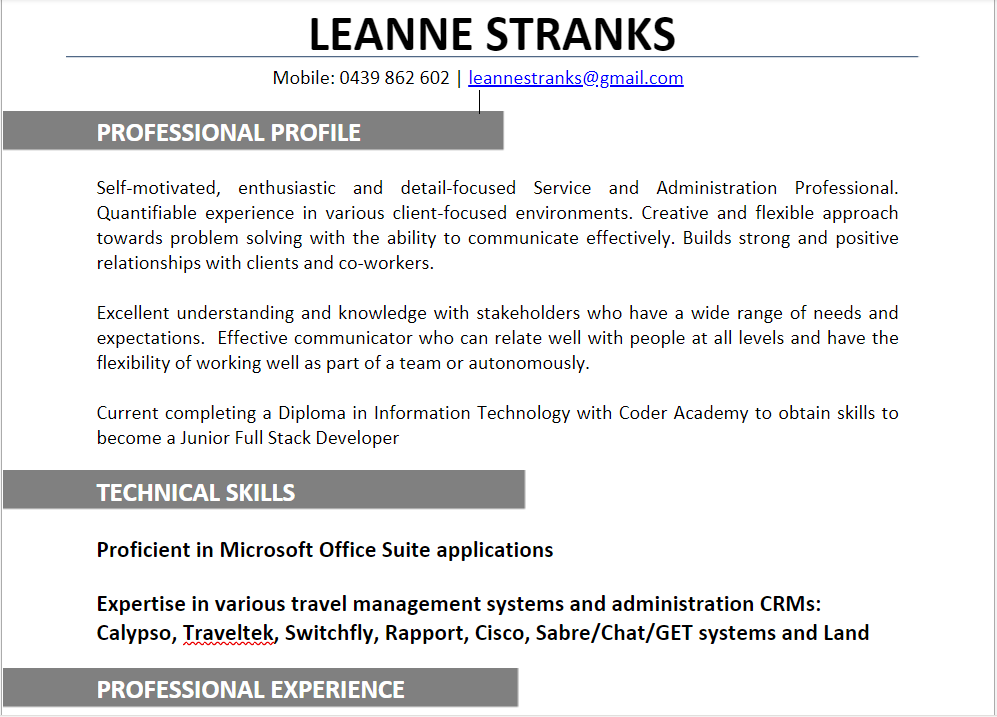 LEANNE STRANKS
Mobile: 0439 862 602 | leannestranks@gmail.com
PROFESSIONAL PROFILE
Self-motivated, enthusiastic and detail-focused Service and Administration Professional.
Quantifiable experience in various client-focused environments. Creative and flexible approach
towards problem solving with the ability to communicate effectively. Builds strong and positive
relationships with clients and co-workers.
Excellent understanding and knowledge with stakeholders who have a wide range of needs and
expectations.  Effective communicator who can relate well with people at all levels and have the
flexibility of working well as part of a team or autonomously.
Current completing a Diploma in Information Technology with Coder Academy to obtain skills to
become a Junior Full Stack Developer
TECHNICAL SKILLS
Proficient in Microsoft Office Suite applications
Expertise in various travel management systems and administration CRMs:
Calypso, Traveltek, Switchfly, Rapport, Cisco, Sabre/Chat/GET systems and Land
PROFESSIONAL EXPERIENCE